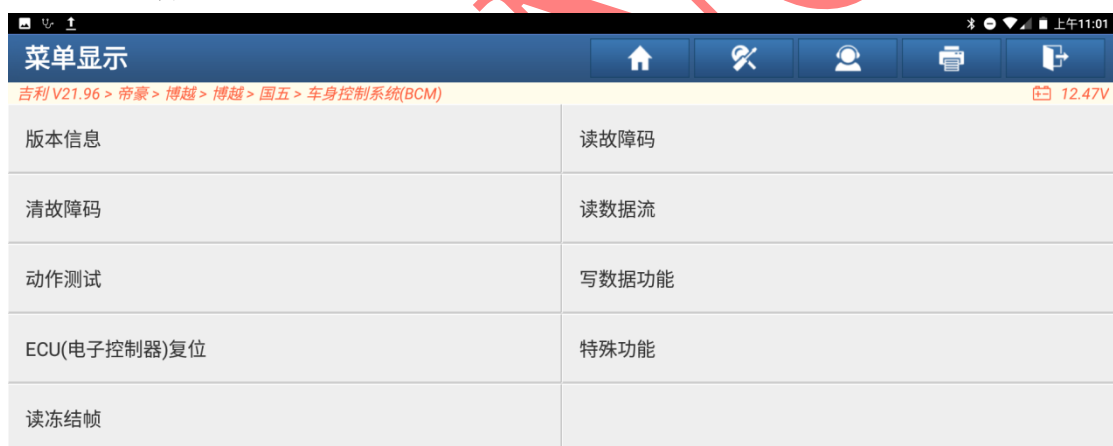 上午11:01
菜单显示
吉利 V21.96 > 帝豪 > 博越 > 博越 > 国五 > 车身控制系统(BCM)
12.47V
版本信息
读故障码
清故障码
读数据流
动作测试
写数据功能
ECU(电子控制器)复位
特殊功能
读冻结帧